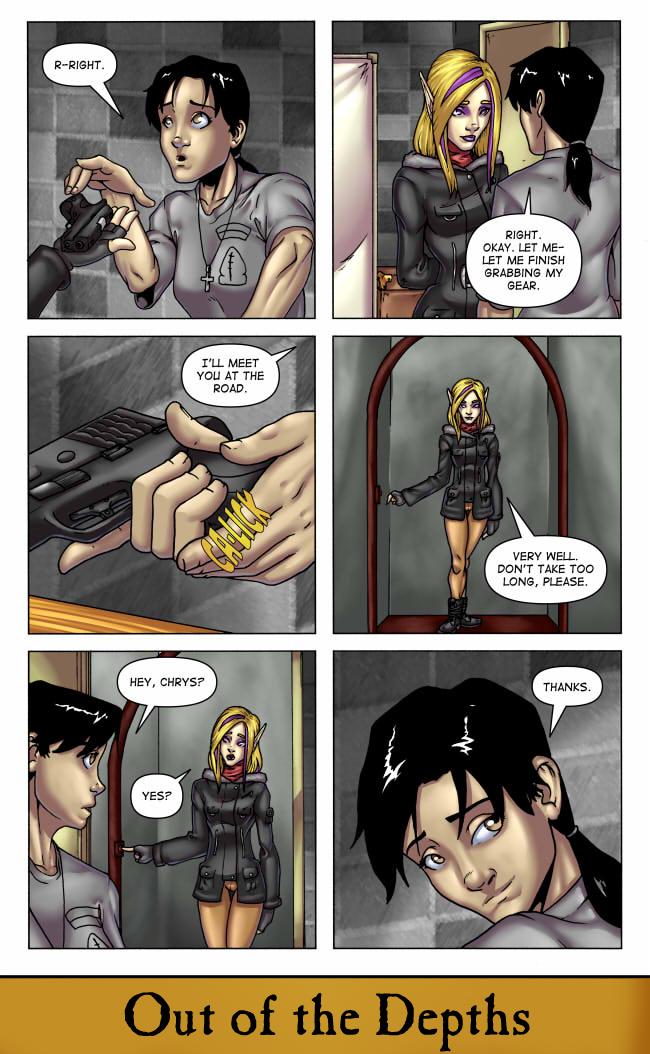 R-RIGHT.
RIGHT.
OKAY. LET ME-
LET ME FINISH
GRABBING MY
GEAR.
I'LL MEET
YOU AT THE
ROAD.
CA-LICK
VERY WELL.
DON'T TAKE TOO
LONG, PLEASE.
HEY, CHRYS?
YES?
THANKS.
Out of the Depths